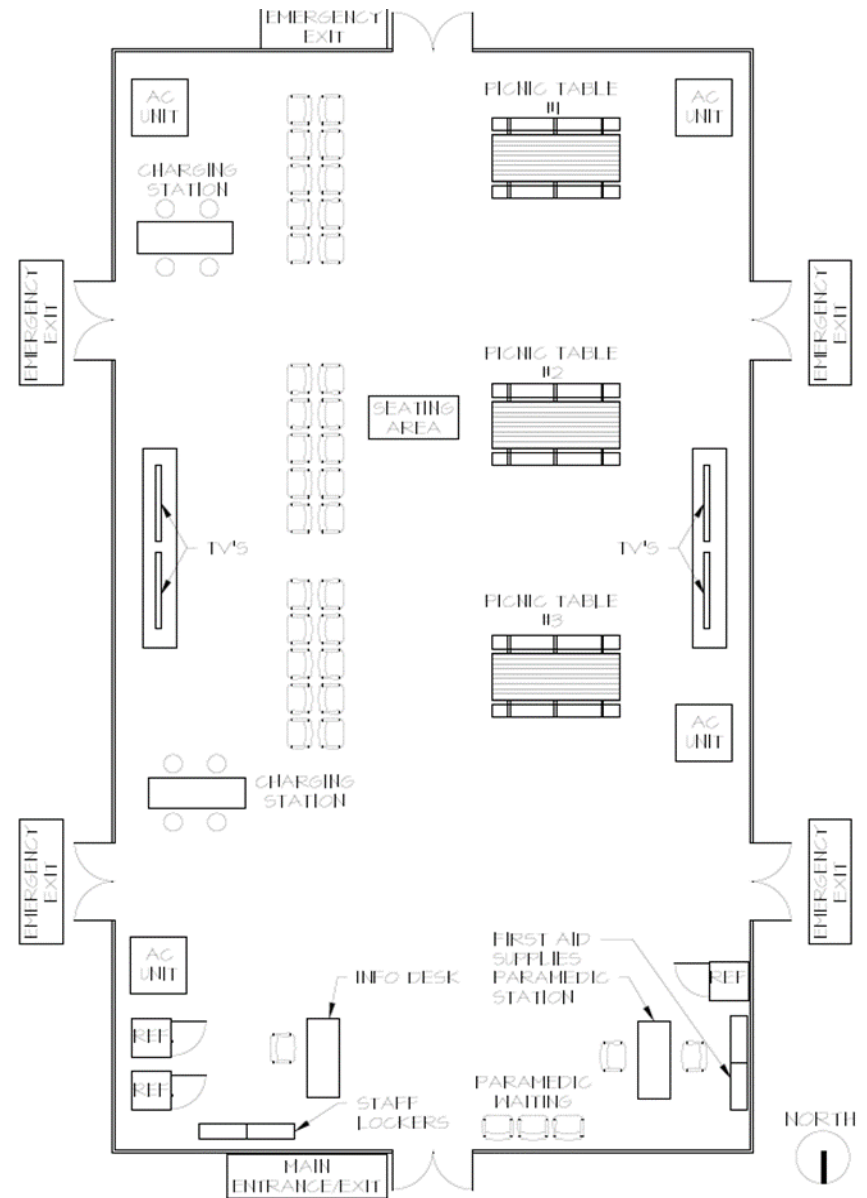 EMERGENCY
EXIT
AC
UNIT
PICNIC TABLE
#1
AC
UNIT
CHARGING
STATION
EMERGENCY
EXIT
EMERGENCY
EXIT
PICNIC TABLE
#2
SEATING
AREA
TV'S
TV'S
PICNIC TABLE
#3
AC
UNIT
CHARGING
STATION
EMERGENCY
EXIT
EMERGENCY
EXIT
AC
UNIT
FIRST AID
SUPPLIES
INFO DESK
PARAMEDIC
STATION
REF.
REF.
REF.
PARAMEDIC
WAITING
STAFF
LOCKERS
MAIN
ENTRANCE/EXIT
NORTH